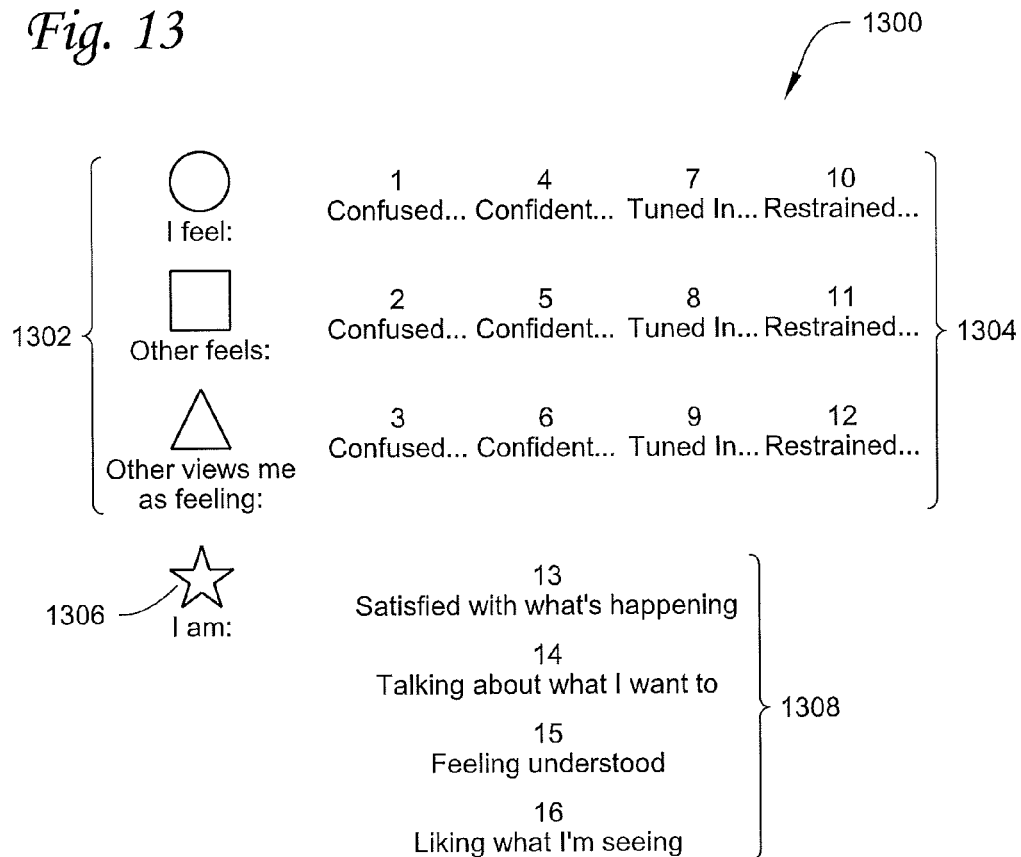 Fig. 13
1300
1 4 7 10
Confused... Confident... Tuned In... Restrained...
I feel:
2 5 8 11
Confused... Confident... Tuned In... Restrained...
1302
1304
Other feels:
3 6 9 12
Confused... Confident... Tuned In... Restrained...
Other views me
as feeling:
13
Satisfied with what's happening
1306
I am:
14
Talking about what I want to
1308
15
Feeling understood
16
Liking what I'm seeing